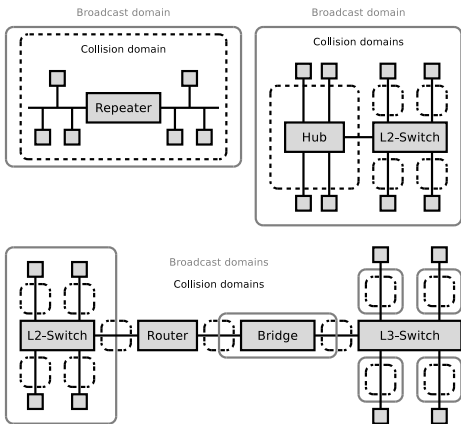 Broadcast domain
Collision domain
Repeater
Broadcast domain
Collision domains
Hub
L2-Switch
Broadcast domains
Collision domains
L2-Switch
Router
Bridge
L3-Switch